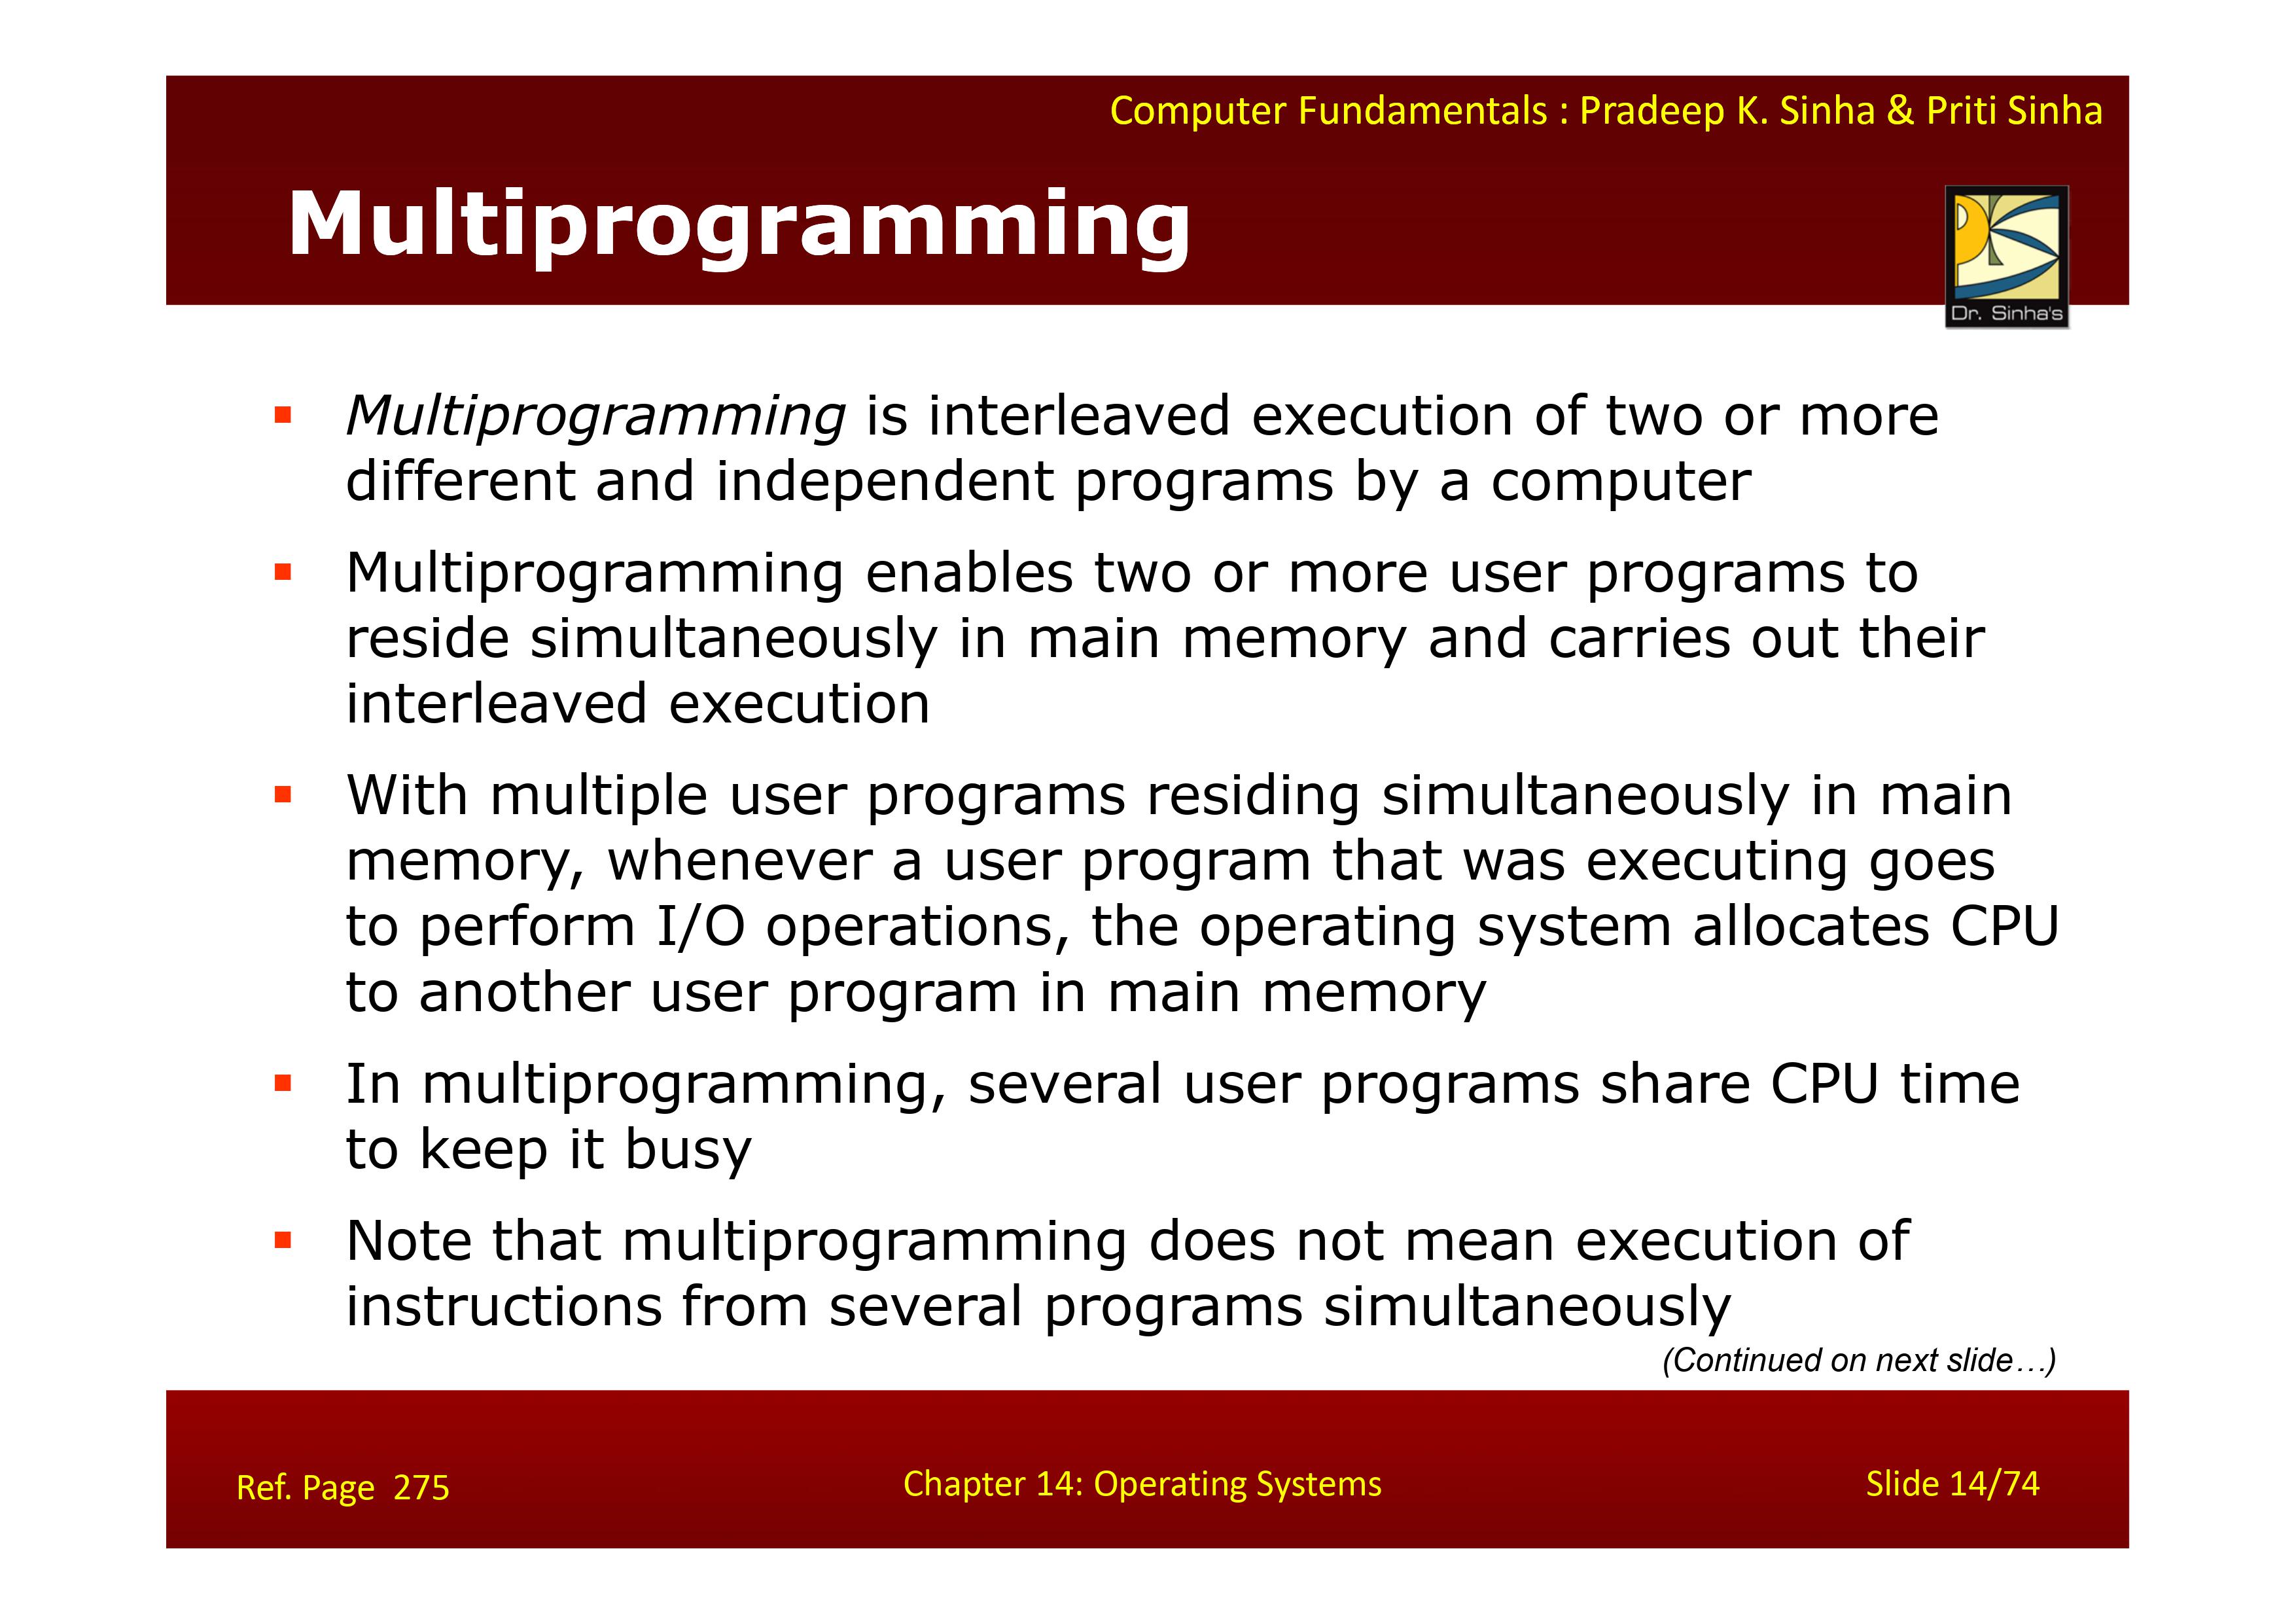 Computer Fundamentals : Pradeep K. Sinha & Priti Sinha
Multiprogramming
Dr. Sinha's
▪ Multiprogramming is interleaved execution of two or more
different and independent programs by a computer
▪ Multiprogramming enables two or more user programs to
reside simultaneously in main memory and carries out their
interleaved execution
▪ With multiple user programs residing simultaneously in main
memory, whenever a user program that was executing goes
to perform I/O operations, the operating system allocates CPU
to another user program in main memory
▪ In multiprogramming, several user programs share CPU time
to keep it busy
▪ Note that multiprogramming does not mean execution of
instructions from several programs simultaneously
(Continued on next slide…)
Ref. Page 275
Chapter 14: Operating Systems
Slide 14/74